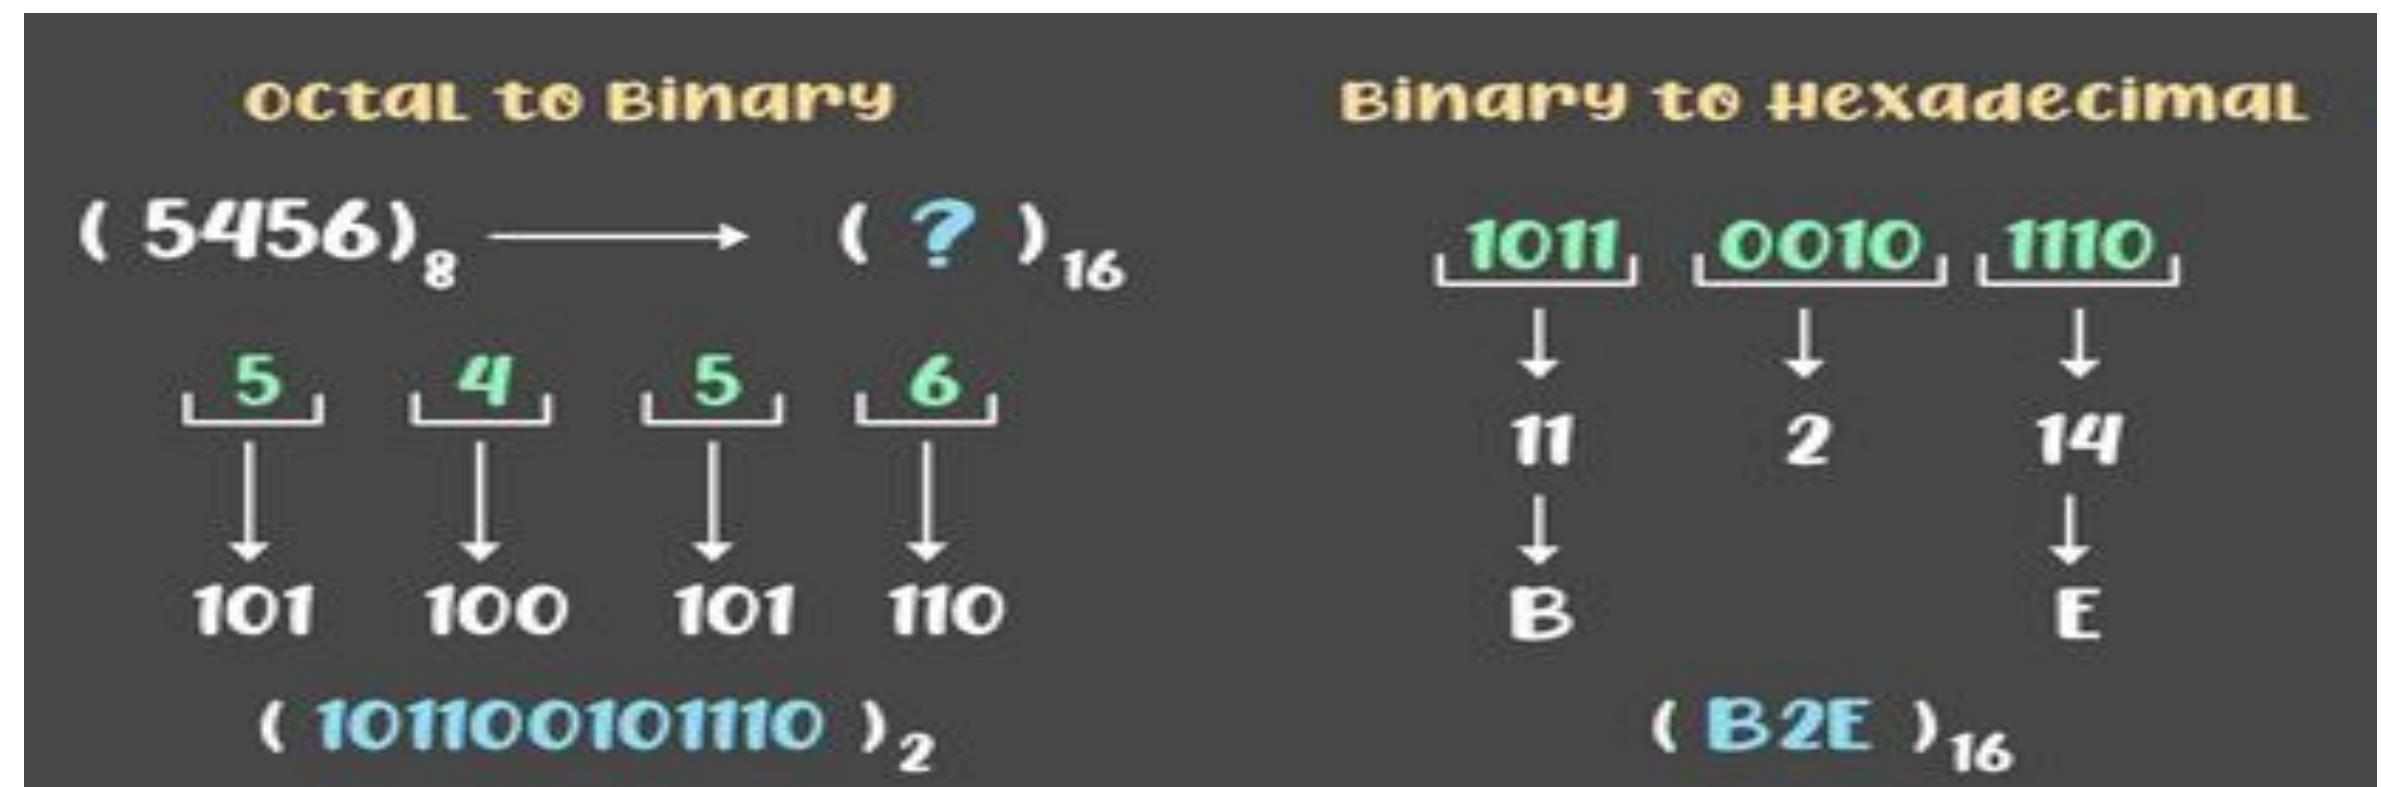 Octal to Binary
( 5456)8 ( ? )16
5 4 5 6
101 100 101 110
( 101100101110 )2
Binary to Hexadecimal
1011 0010 1110
11 2 14
B E
( B2E )16